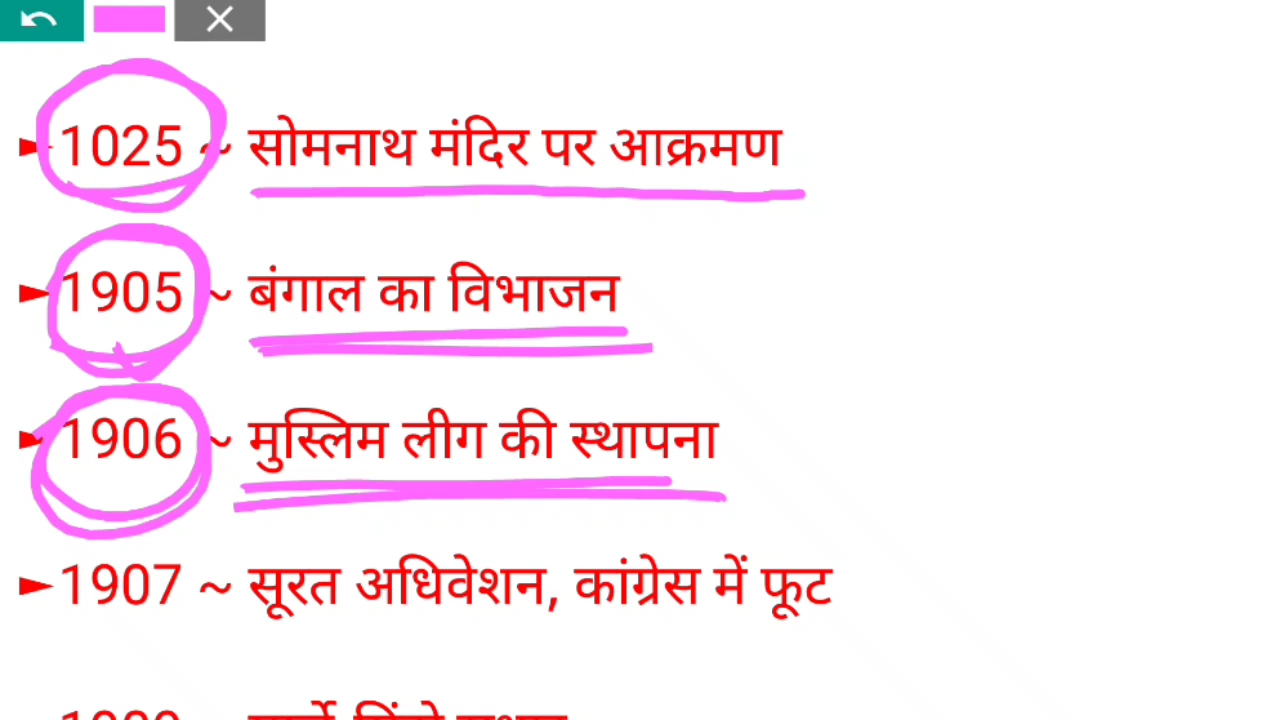 ► 1025 ~ सोमनाथ मंदिर पर आक्रमण
► 1905 ~ बंगाल का विभाजन
► 1906 ~ मुस्लिम लीग की स्थापना
► 1907 ~ सूरत अधिवेशन, कांग्रेस में फूट